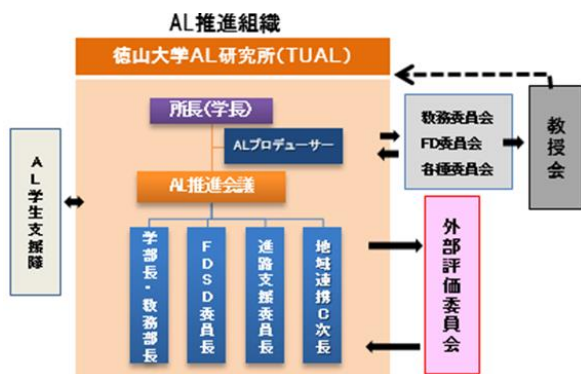 AL推進組織
徳山大学AL研究所(TUAL)
所長(学長)
ALプロデューサー
AL推進会議
学部長・教務部長
FDSD委員長
進路支援委員長
地域連携C次長
AL学生支援隊
教務委員会
FD委員会
各種委員会
教授会
外部評価委員会